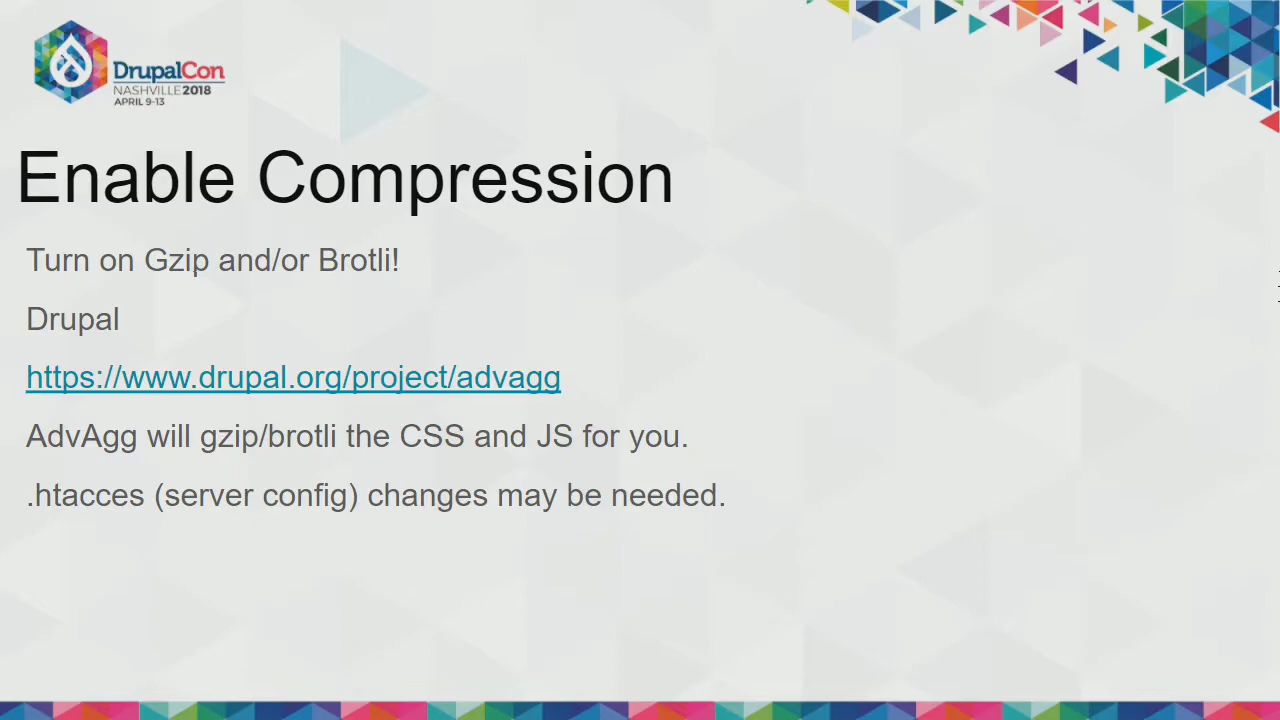 DrupalCon
NASHVILLE 2018
APRIL 9-13
Enable Compression
Turn on Gzip and/or Brotli!
Drupal
https://www.drupal.org/project/advagg
AdvAgg will gzip/brotli the CSS and JS for you.
.htacces (server config) changes may be needed.